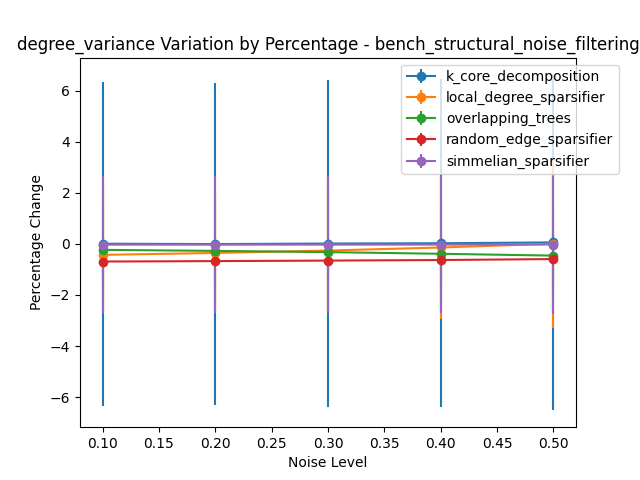 degree_variance Variation by Percentage - bench_structural_noise_filtering
k_core_decomposition
local_degree_sparsifier
overlapping_trees
random_edge_sparsifier
simmelian_sparsifier
Percentage Change
6
4
2
0
−2
−4
−6
0.10 0.15 0.20 0.25 0.30 0.35 0.40 0.45 0.50
Noise Level